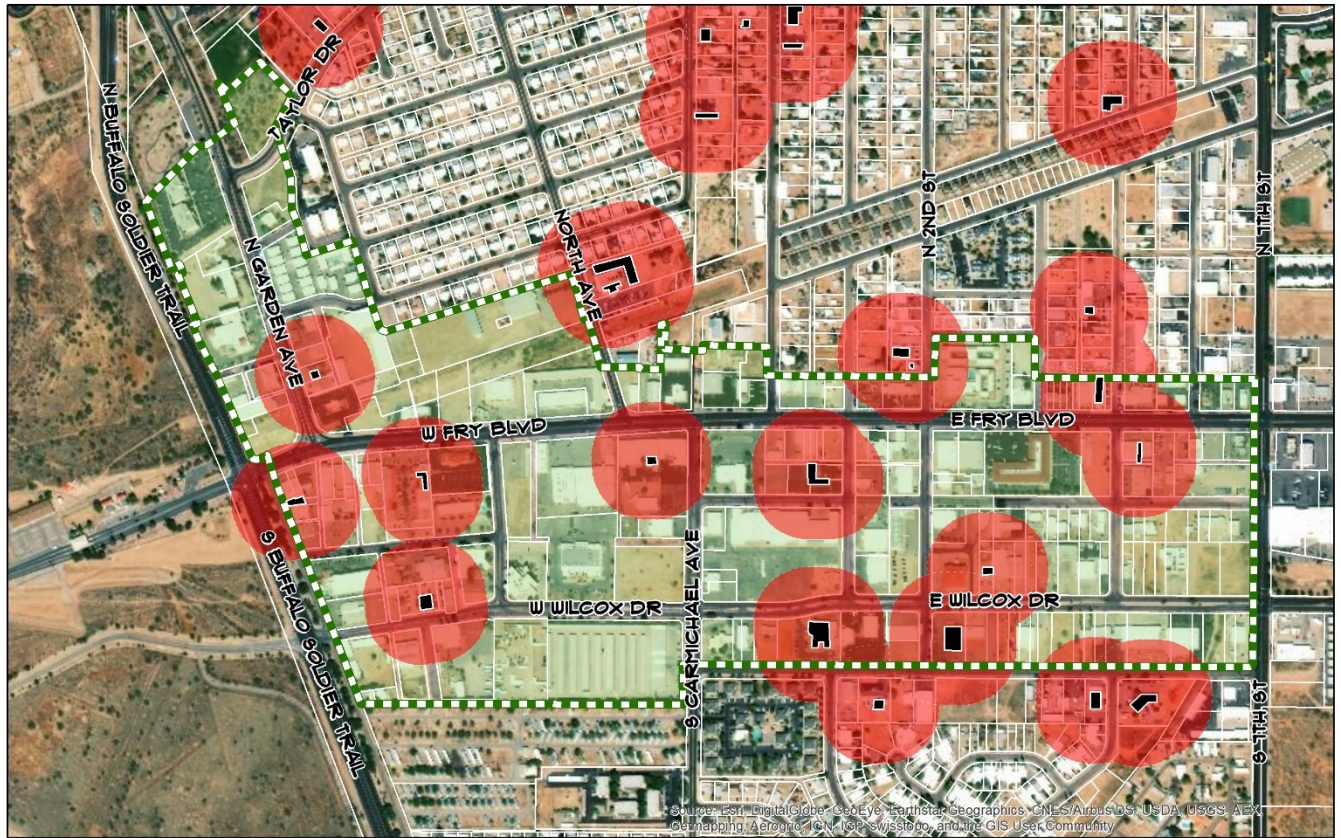 TAYLOR DR
N BUFFALO SOLDIER TRAIL
N GARDEN AVE
NORTH AVE
N 2ND ST
N 7TH ST
W FRY BLVD
E FRY BLVD
S BUFFALO SOLDIER TRAIL
S CARMICHAEL AVE
W WILCOX DR
E WILCOX DR
S 7TH ST
Source: Esri, DigitalGlobe, GeoEye, Earthstar Geographics, CNES/Airbus DS, USDA, USGS, AEX,
Getmapping, Aerogrid, IGN, IGP, swisstopo, and the GIS User Community